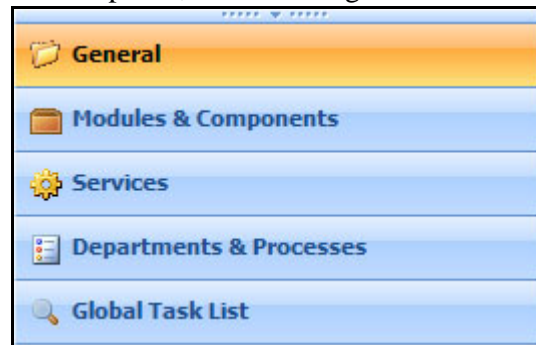 General
Modules & Components
Services
Departments & Processes
Global Task List